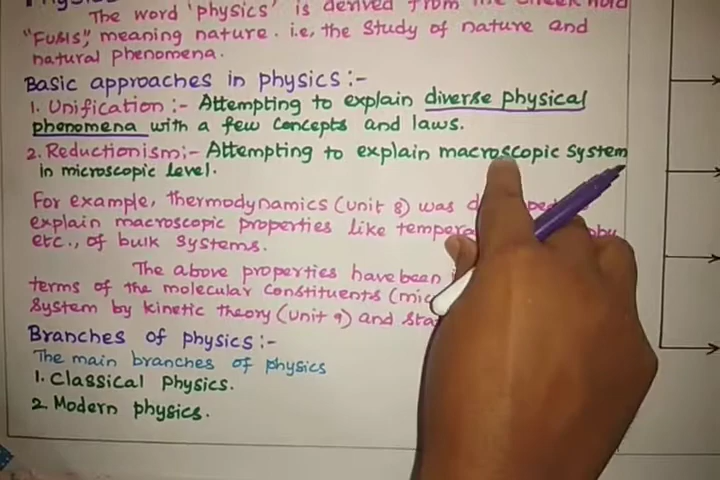 The word 'physics' is derived from the
"FUSIS", meaning nature. i.e, the study of nature and
natural phenomena.
Basic approaches in physics :-
1. Unification :- Attempting to explain diverse physical
phenomena with a few concepts and laws.
2. Reductionism:- Attempting to explain macroscopic system
in microscopic level.
For example, thermodynamics (unit 8) was
explain macroscopic properties like
etc., of bulk systems.
The above properties have been
terms of the molecular constituents
system by kinetic theory (unit 9) and
Branches of physics :-
The main branches of physics
1. Classical Physics.
2. Modern physics.